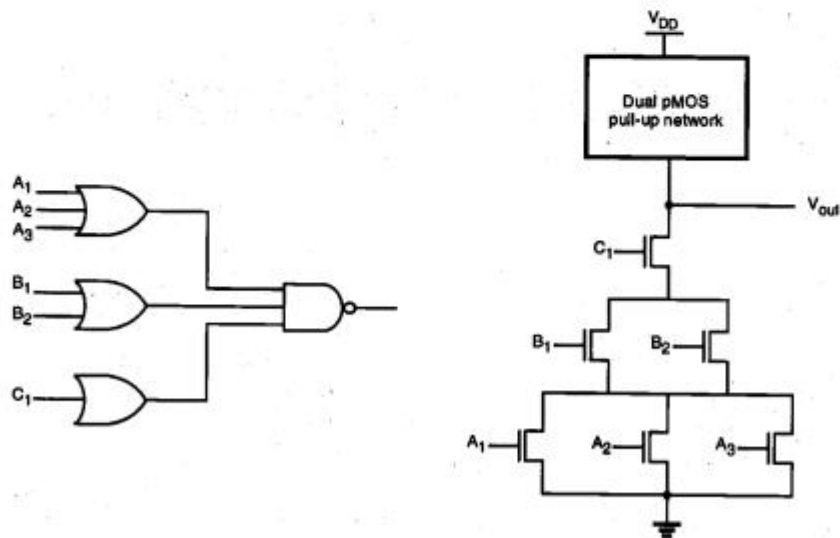 A1
A2
A3
B1
B2
C1
VDD
Dual pMOS
pull-up network
Vout
C1
B1
B2
A1
A2
A3